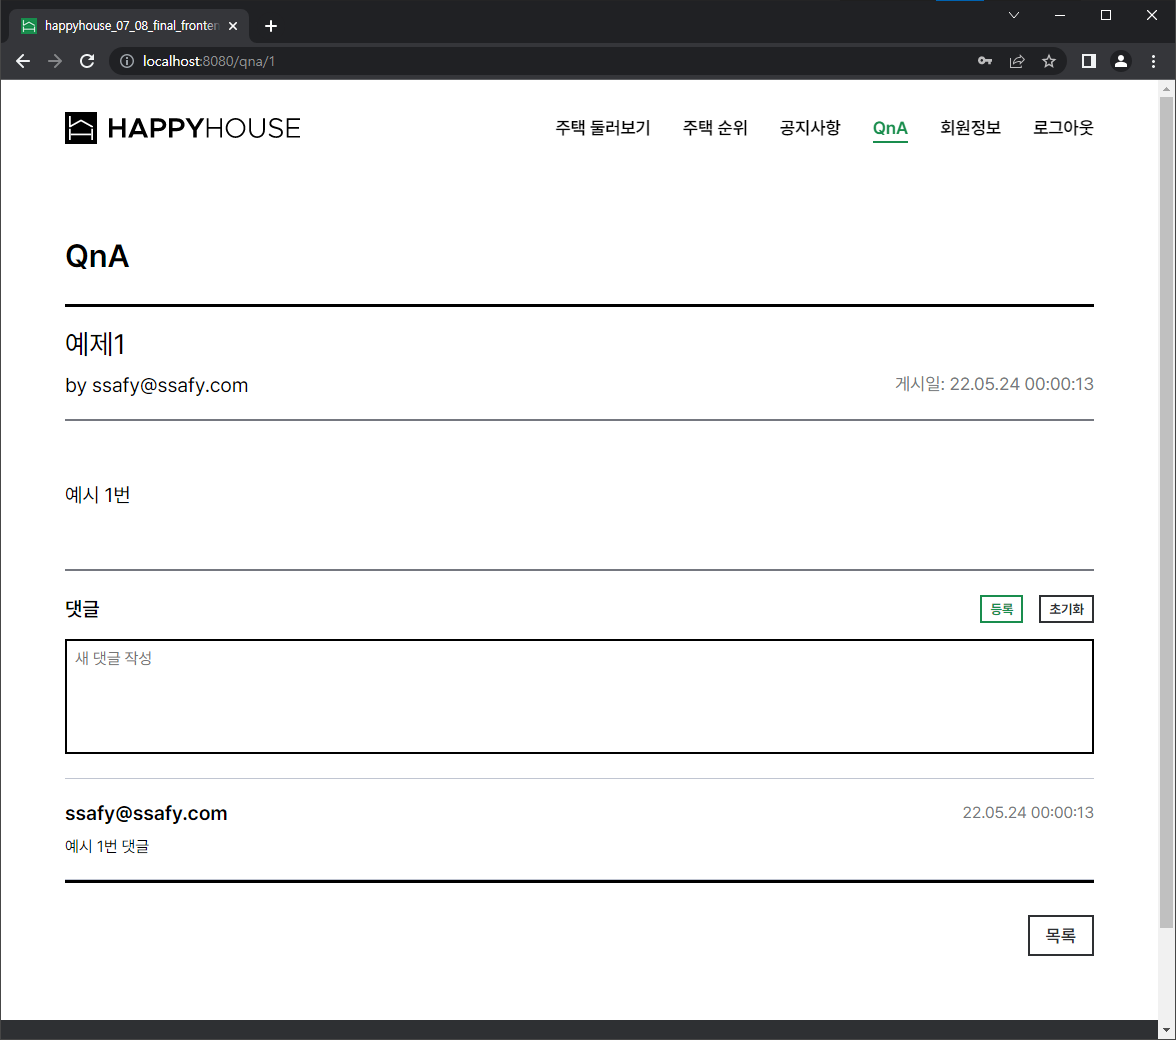 happyhouse_07_08_final_fronten
localhost:8080/qna/1
HAPPYHOUSE
주택 둘러보기 주택 순위 공지사항 QnA 회원정보 로그아웃
QnA
예제1
by ssafy@ssafy.com 게시일: 22.05.24 00:00:13
예시 1번
댓글 등록 초기화
새 댓글 작성
ssafy@ssafy.com 22.05.24 00:00:13
예시 1번 댓글
목록